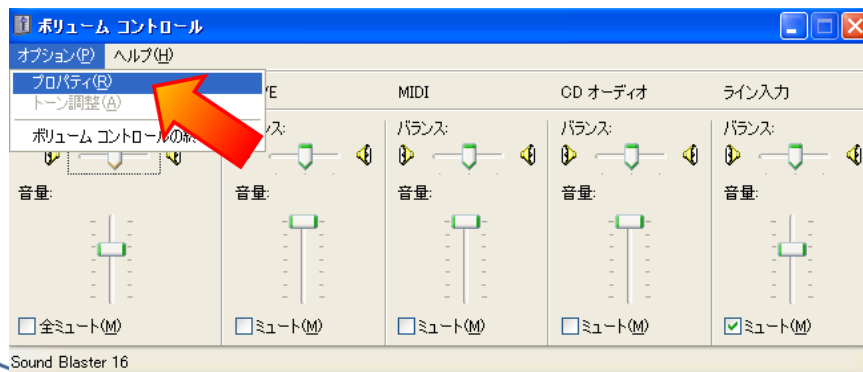 ボリューム コントロール
オプション(P) ヘルプ(H)
プロパティ(R)
トーン調整(A)
ボリューム コントロールの終
MIDI
CD オーディオ
ライン入力
バランス:
バランス:
バランス:
音量:
音量:
音量:
音量:
音量:
全ミュート(M)
ミュート(M)
ミュート(M)
ミュート(M)
ミュート(M)
Sound Blaster 16